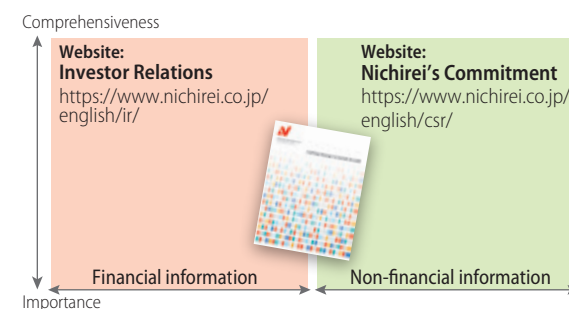 Comprehensiveness
Website:
Investor Relations
https://www.nichirei.co.jp/
english/ir/
Website:
Nichirei’s Commitment
https://www.nichirei.co.jp/
english/csr/
Financial information
Non-financial information
Importance